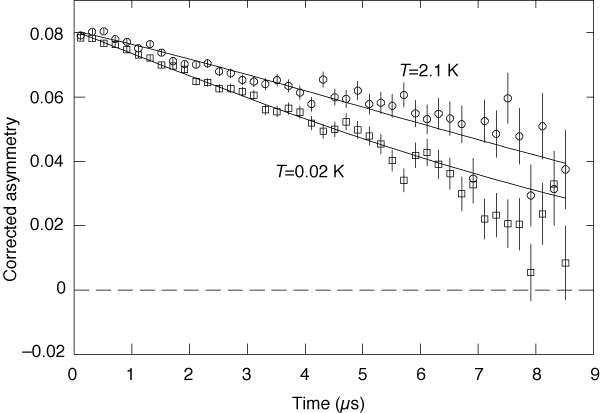 0.08
0.06
0.04
0.02
0
−0.02
Corrected asymmetry
T=2.1 K
T=0.02 K
0 1 2 3 4 5 6 7 8 9
Time (μs)